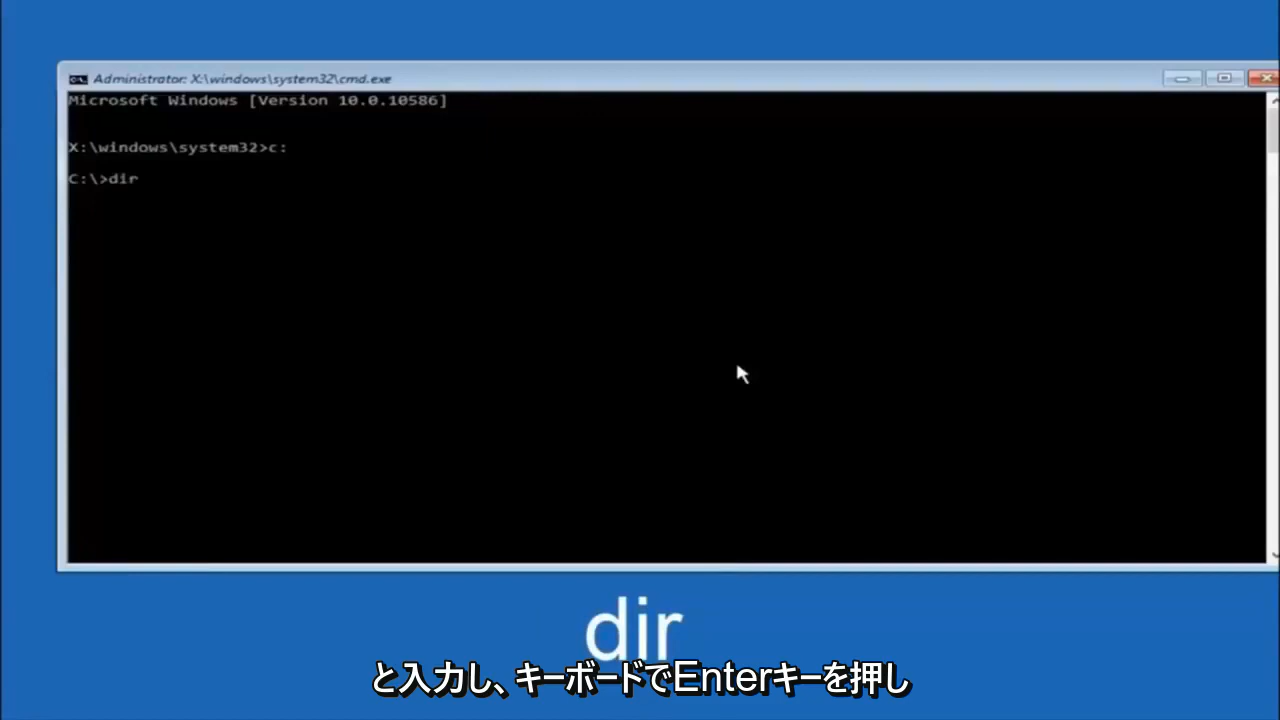 Administrator: X:\windows\system32\cmd.exe
Microsoft Windows [Version 10.0.10586]
X:\windows\system32>c:
C:\>dir
dir
と入力し、キーボードでEnterキーを押し